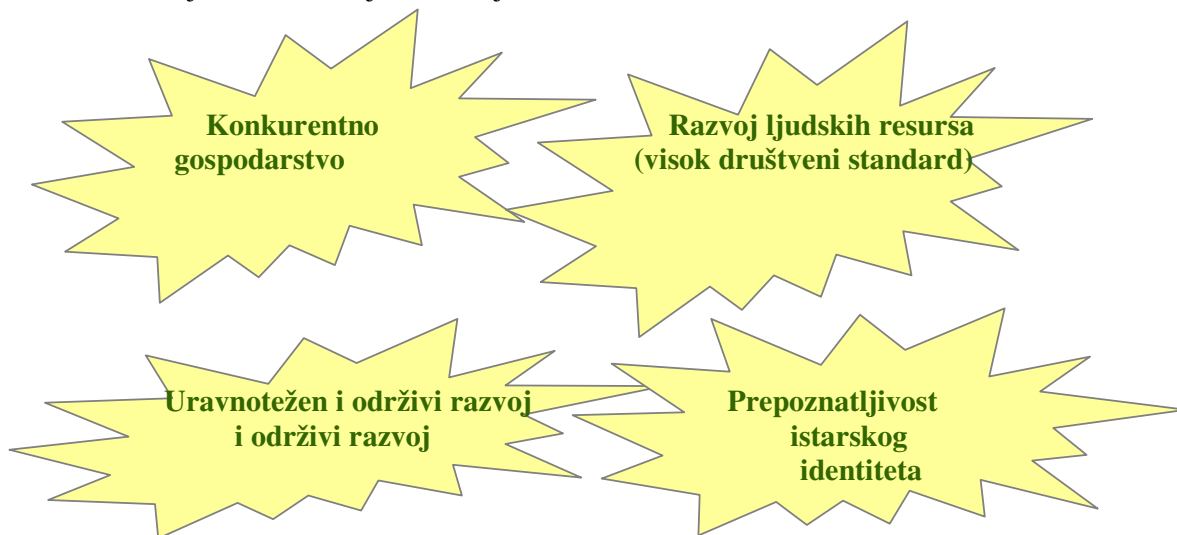 Konkurentno
gospodarstvo
Razvoj ljudskih resursa
(visok društveni standard)
Uravnotežen i održivi razvoj
i održivi razvoj
Prepoznatljivost
istarskog
identiteta